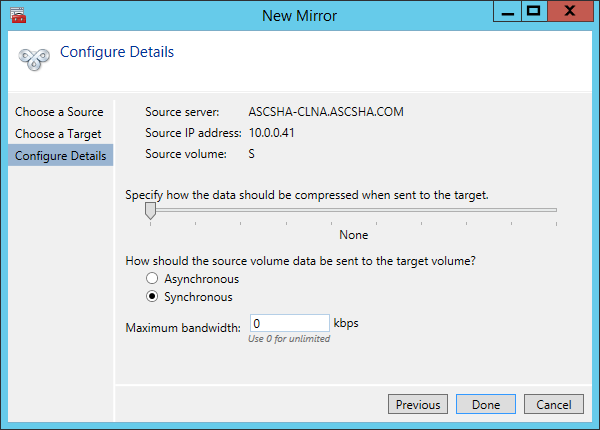 New Mirror
Configure Details
Choose a Source
Choose a Target
Configure Details
Source server: ASCSHA-CLNA.ASCSHA.COM
Source IP address: 10.0.0.41
Source volume: S
Specify how the data should be compressed when sent to the target.
None
How should the source volume data be sent to the target volume?
Asynchronous
Synchronous
Maximum bandwidth: 0 kbps
Use 0 for unlimited
Previous Done Cancel